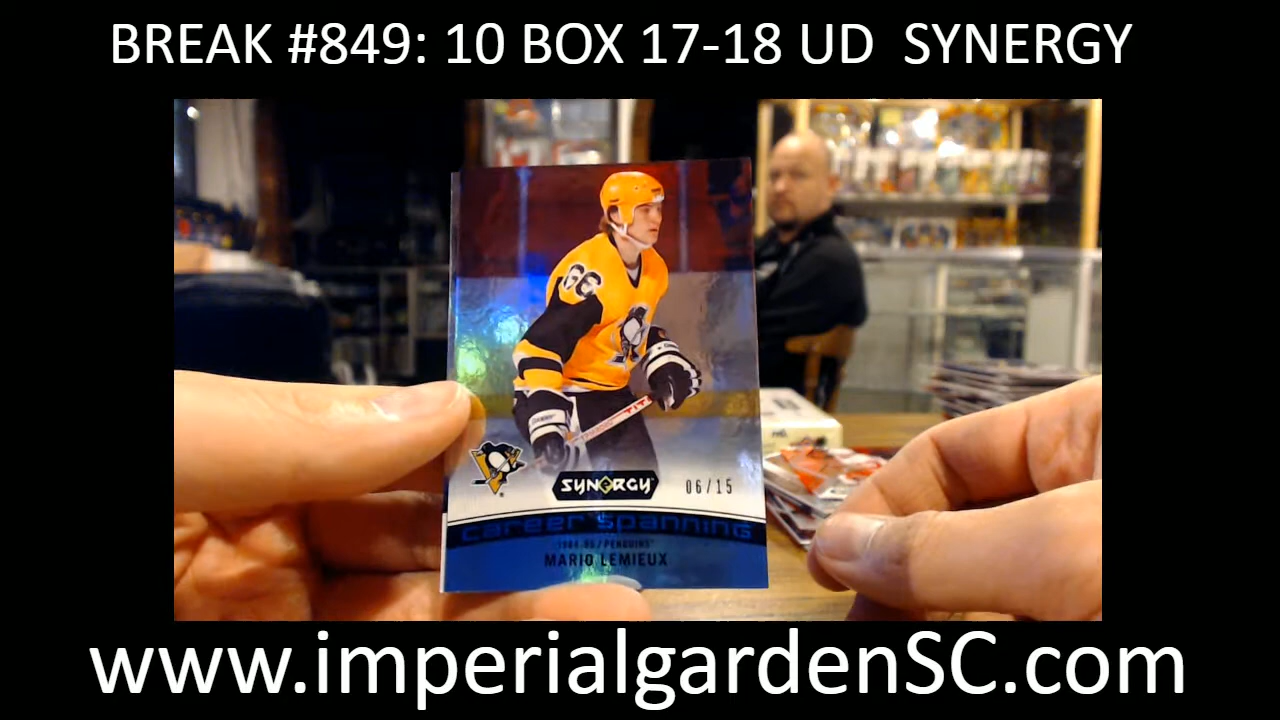 BREAK #849: 10 BOX 17-18 UD SYNERGY
66
SYNERGY
06/15
career spanning
1984-85 / PENGUINS
MARIO LEMIEUX
www.imperialgardenSC.com